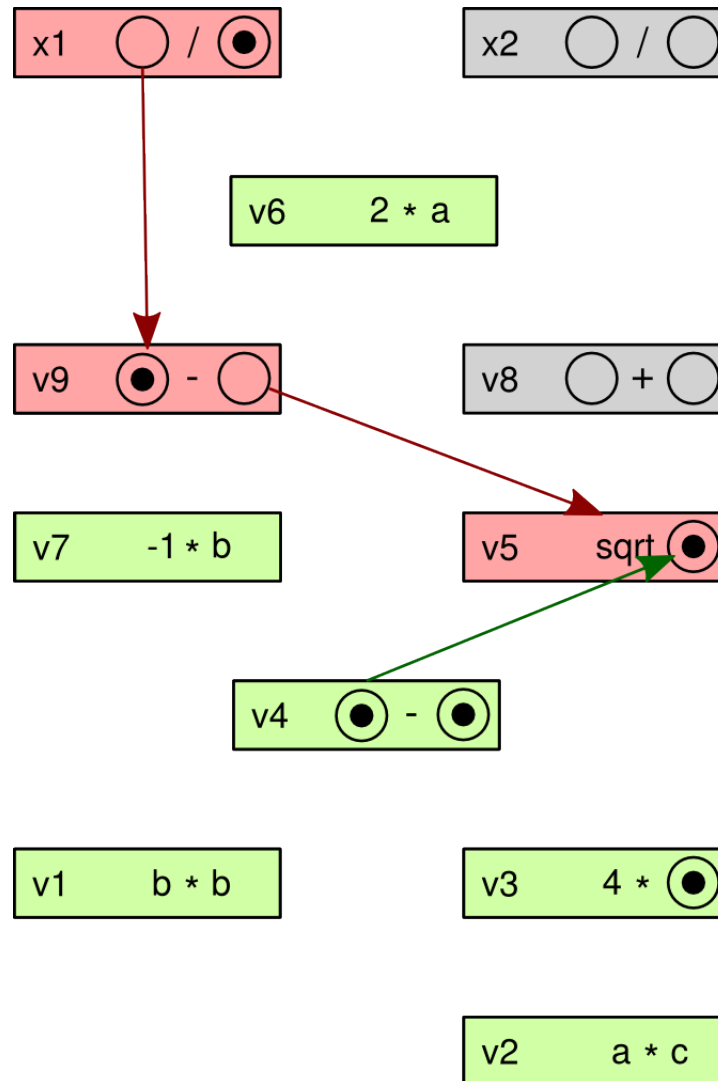 x1 /
x2 /
v6 2 * a
v9 -
v8 +
v7 -1 * b
v5 sqrt
v4 -
v1 b * b
v3 4 *
v2 a * c